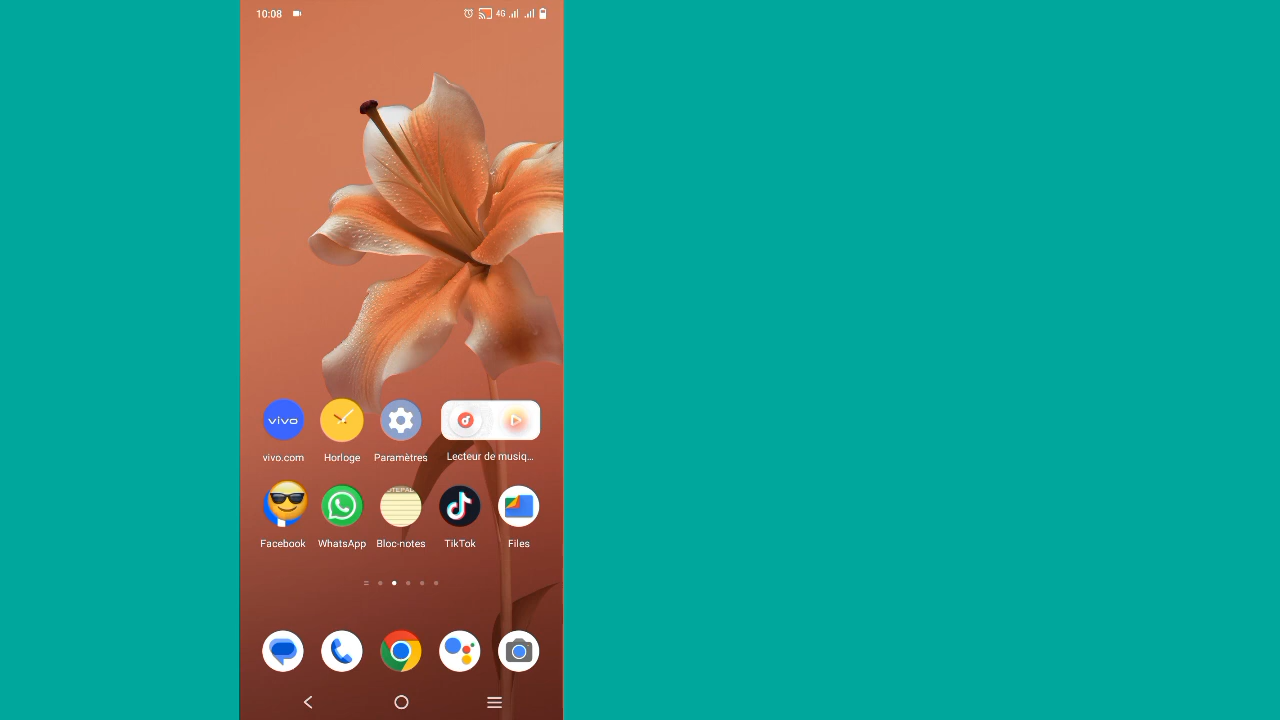 10:08
4G
vivo
vivo.com
Horloge
Paramètres
Lecteur de musiq...
Facebook
WhatsApp
Bloc-notes
TikTok
Files